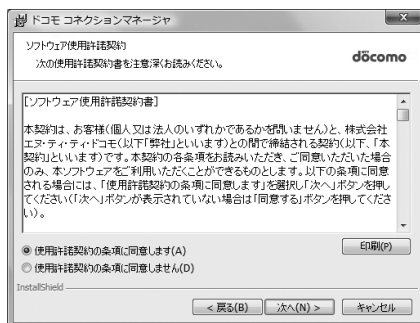 ドコモ コネクションマネージャ
ソフトウェア使用許諾契約
次の使用許諾契約書を注意深くお読みください。
döcomo
[ソフトウェア使用許諾契約書]
本契約は、お客様(個人又は法人のいずれかであるかを問いません)と、株式会社
エヌ・ティ・ティ・ドコモ(以下「弊社」といいます)との間で締結される契約(以下、「本
契約」といいます)です。本契約の各条項をお読みいただき、ご同意いただいた場合
のみ、本ソフトウェアをご利用いただくことができるものとします。以下の条項に同意
される場合には、「使用許諾契約の条項に同意します」を選択し「次へ」ボタンを押し
てください(「次へ」ボタンが表示されていない場合は「同意する」ボタンを押してくださ
い)。
使用許諾契約の条項に同意します(A)
印刷(P)
使用許諾契約の条項に同意しません(D)
InstallShield
< 戻る(B)
次へ(N) >
キャンセル